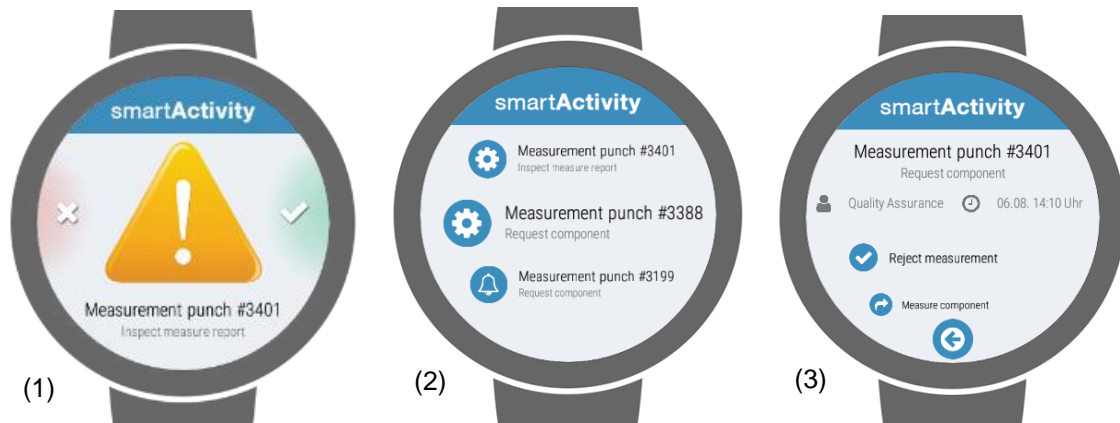 smartActivity
Measurement punch #3401
Inspect measure report
(1)
smartActivity
Measurement punch #3401
Inspect measure report
Measurement punch #3388
Request component
Measurement punch #3199
Request component
(2)
smartActivity
Measurement punch #3401
Request component
Quality Assurance 06.08. 14:10 Uhr
Reject measurement
Measure component
(3)